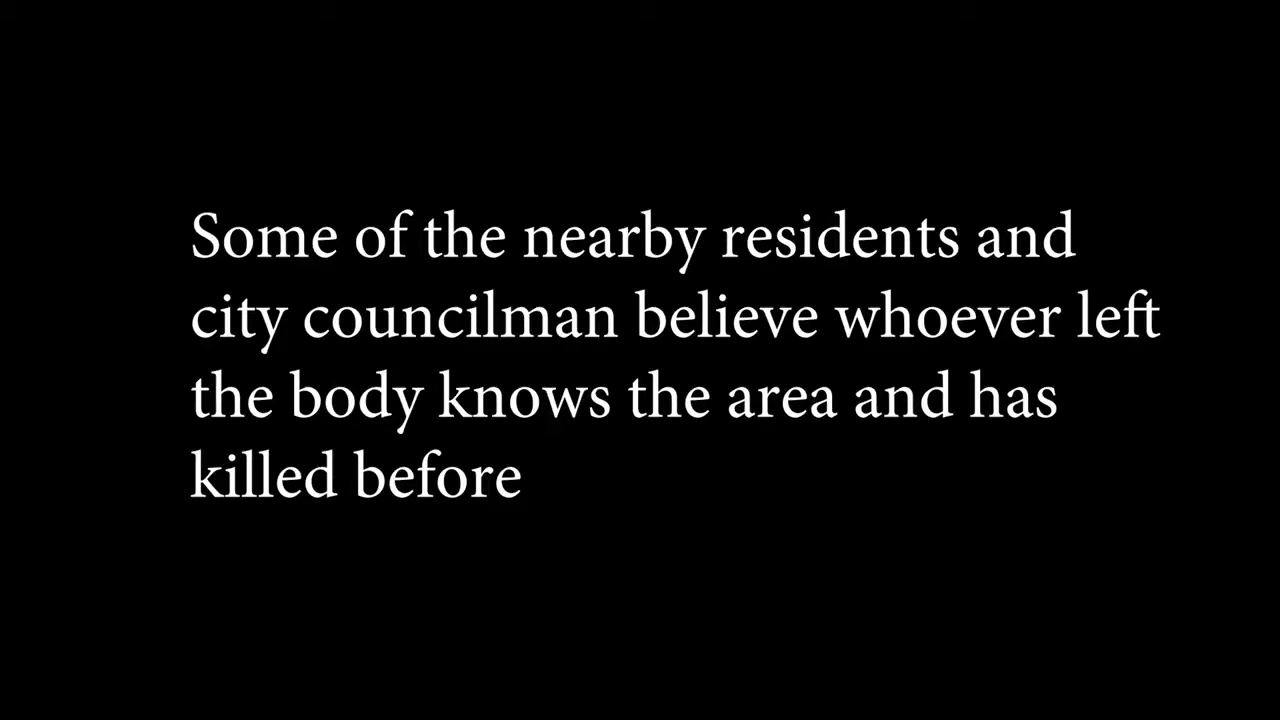 Some of the nearby residents and
city councilman believe whoever left
the body knows the area and has
killed before